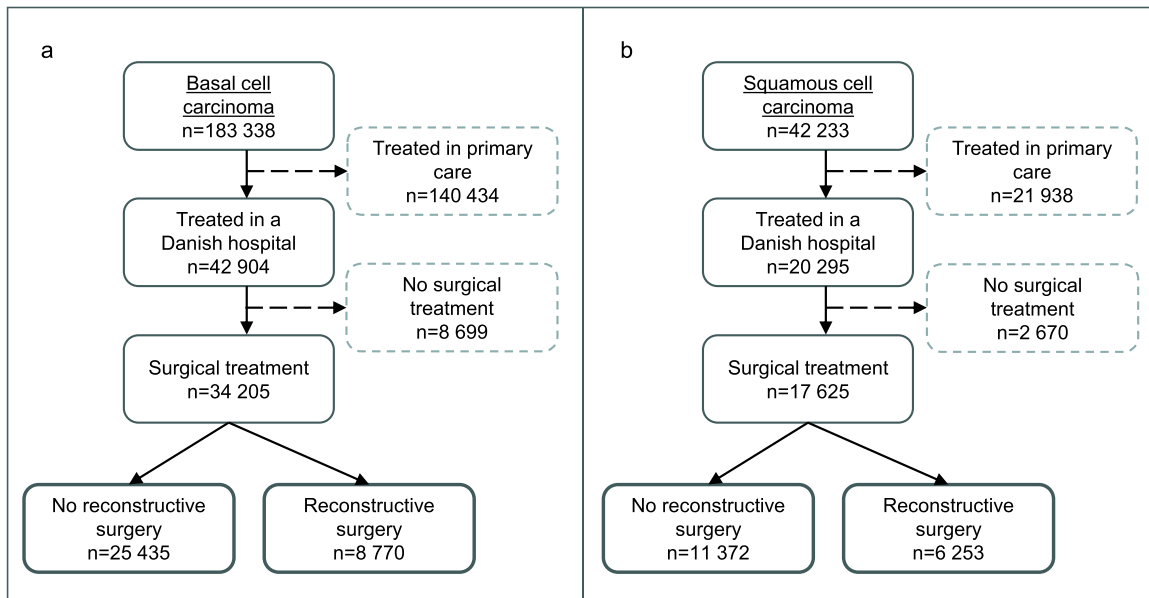 a
Basal cell
carcinoma
n=183 338
Treated in primary
care
n=140 434
Treated in a
Danish hospital
n=42 904
No surgical
treatment
n=8 699
Surgical treatment
n=34 205
No reconstructive
surgery
n=25 435
Reconstructive
surgery
n=8 770
b
Squamous cell
carcinoma
n=42 233
Treated in primary
care
n=21 938
Treated in a
Danish hospital
n=20 295
No surgical
treatment
n=2 670
Surgical treatment
n=17 625
No reconstructive
surgery
n=11 372
Reconstructive
surgery
n=6 253